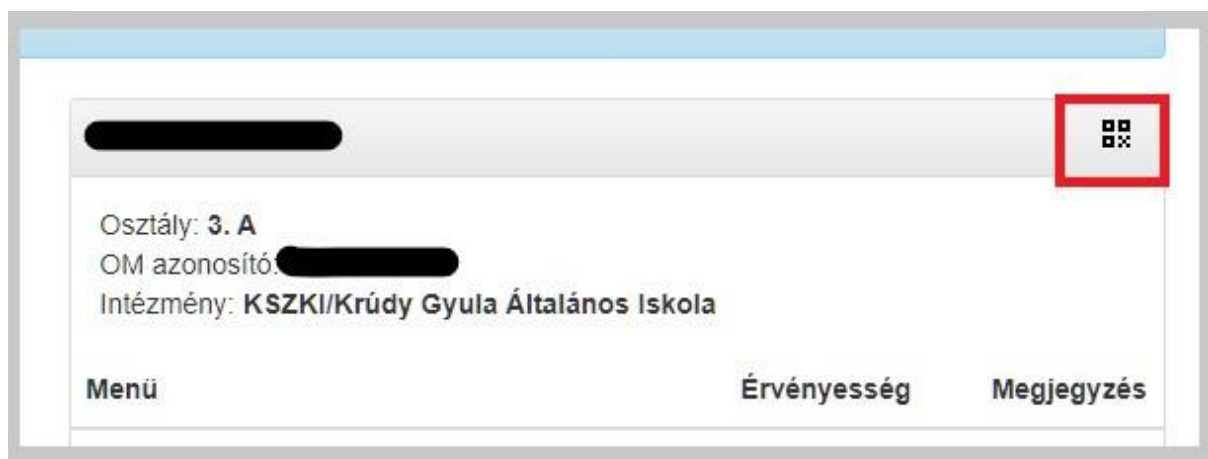 Osztály: 3. A
OM azonosító:
Intézmény: KSZKI/Krúdy Gyula Általános Iskola
Menü Érvényesség Megjegyzés